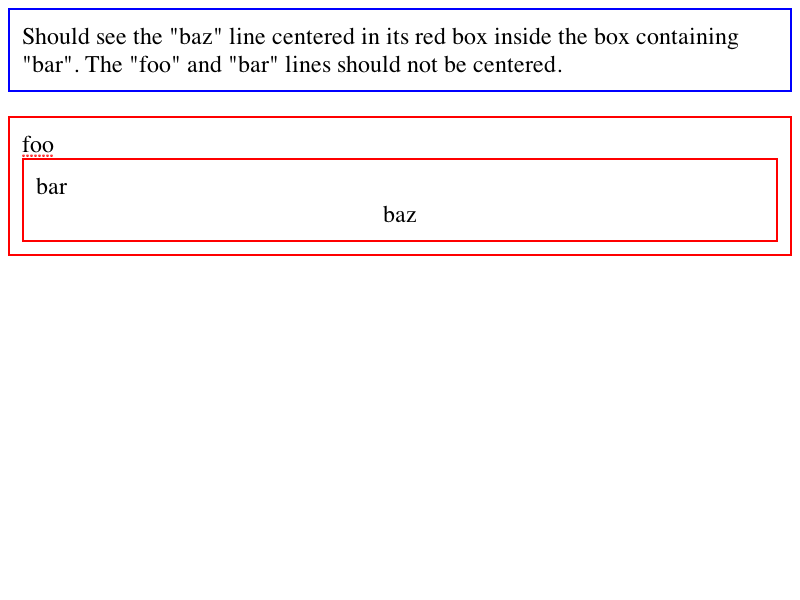 Should see the "baz" line centered in its red box inside the box containing
"bar". The "foo" and "bar" lines should not be centered.
foo
bar
baz